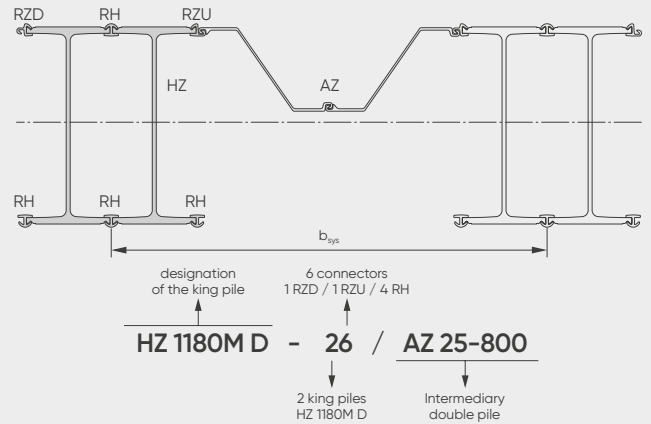 RZD RH RZU
HZ AZ
RH RH RH
bsys
designation
of the king pile
6 connectors
1 RZD / 1 RZU / 4 RH
HZ 1180M D - 26 / AZ 25-800
2 king piles
HZ 1180M D
Intermediary
double pile